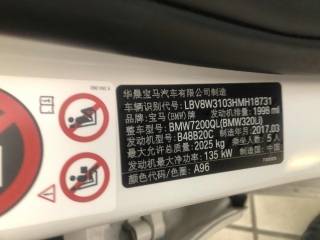 华晨宝马汽车有限公司制造
车辆识别代号: LBV8W3103HMH18731
品牌: 宝马(BMW)牌 发动机排量: 1998 ml
整车型号: BMW7200QL(BMW320Li)
发动机型号: B48B20C 制造年月: 2017.03
最大允许总质量: 2025 kg 乘坐人数: 5 人
发动机最大净功率: 135 kW 制造国: 中国
颜色代码/色差: A96